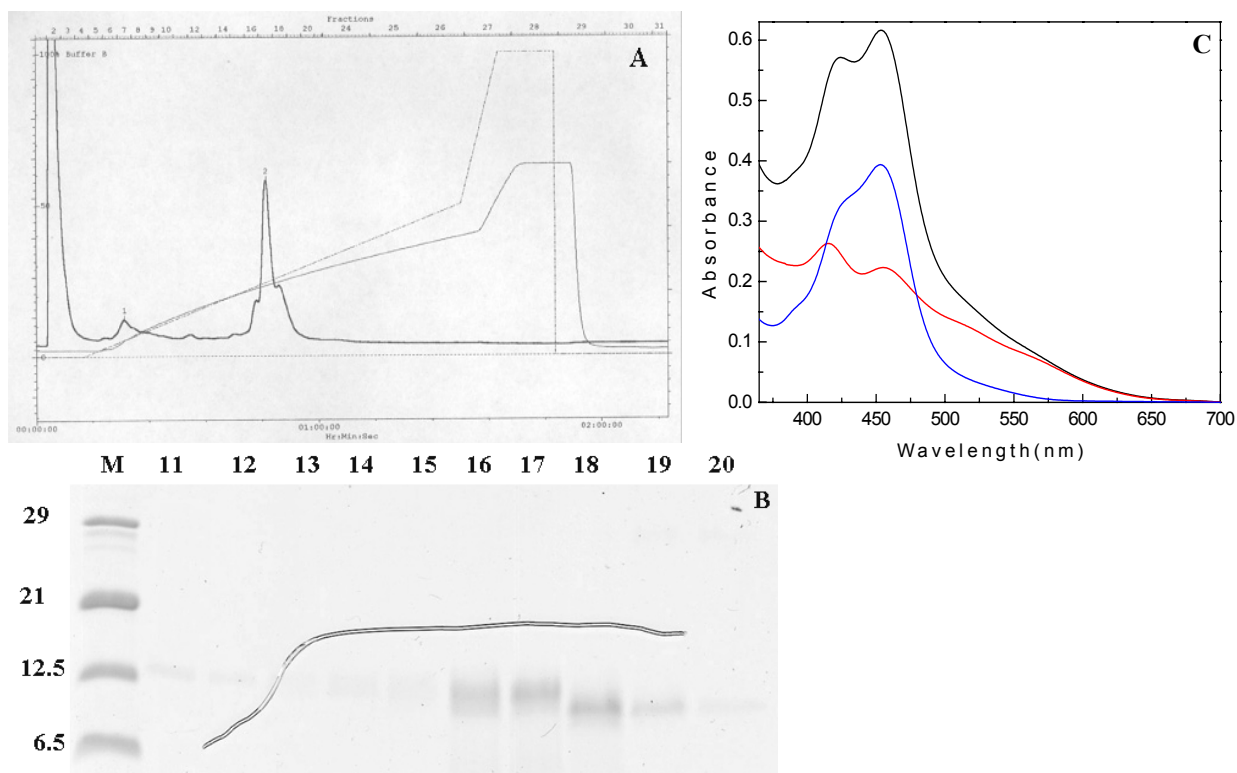 Fractions
2 3 4 5 6 7 8 9 10 12 14 16 18 20 24 25 26 27 28 29 30 31
100% Buffer B
A
2
50
1
0
00:00:00 01:00:00 02:00:00
Hr:Min:Sec
C
0.6
0.5
0.4
0.3
0.2
0.1
0.0
Absorbance
400 450 500 550 600 650 700
Wavelength(nm)
M 11 12 13 14 15 16 17 18 19 20
B
29
21
12.5
6.5